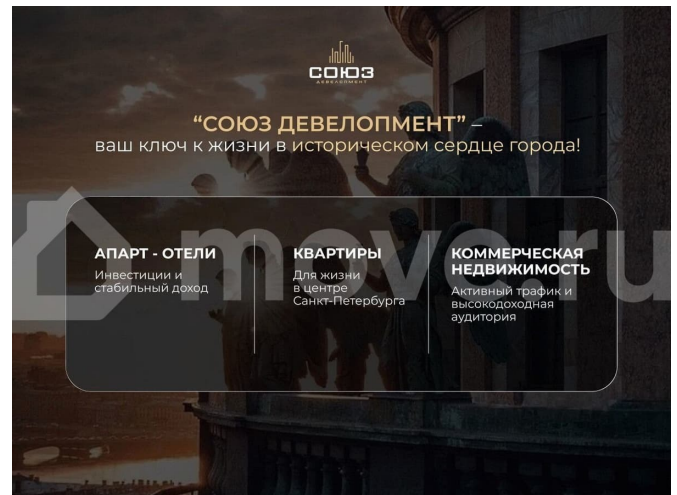 СОЮЗ
ДЕВЕЛОПМЕНТ
“СОЮЗ ДЕВЕЛОПМЕНТ” –
ваш ключ к жизни в историческом сердце города!
АПАРТ - ОТЕЛИ
Инвестиции и
стабильный доход
КВАРТИРЫ
Для жизни
в центре
Санкт-Петербурга
КОММЕРЧЕСКАЯ
НЕДВИЖИМОСТЬ
Активный трафик и
высокодоходная
аудитория
move.ru